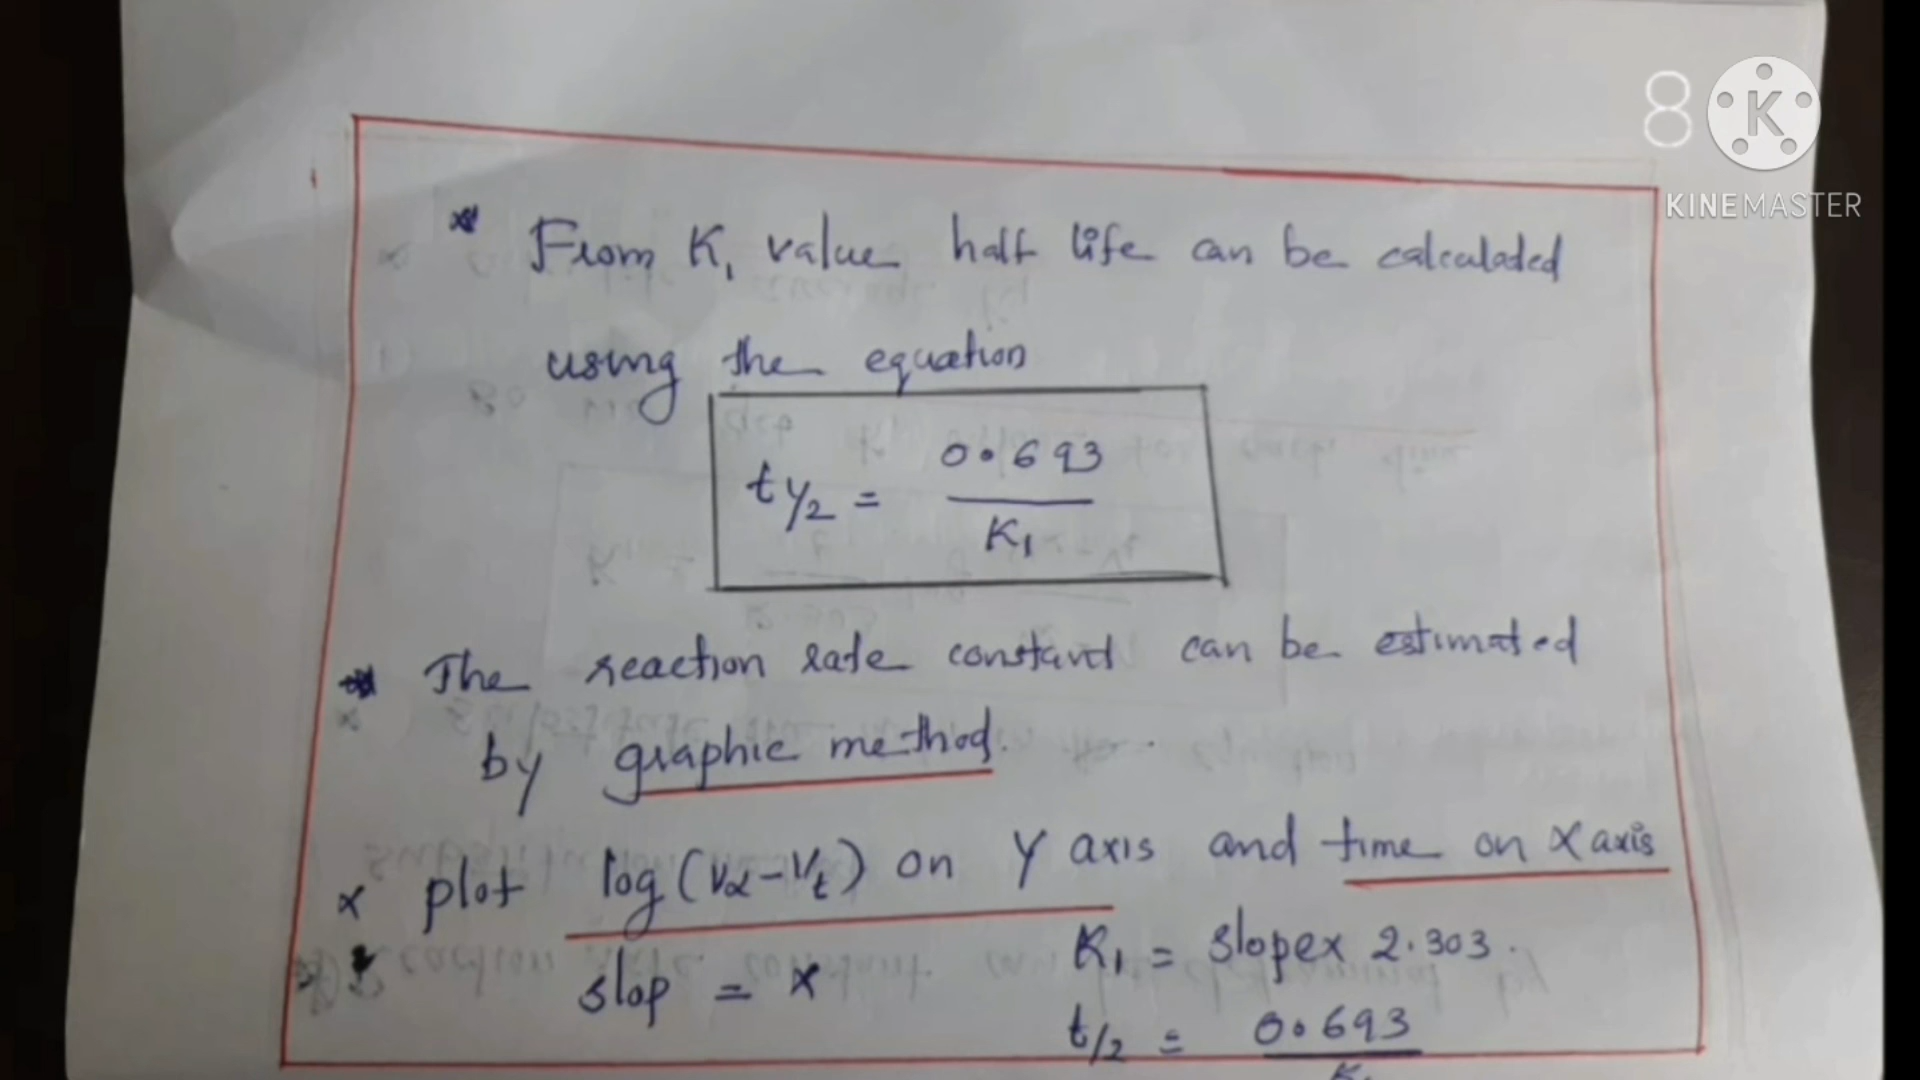 8 K
KINEMASTER
* From K₁ value half life can be calculated
using the equation
t½ = 0.693 / K₁
* The reaction rate constant can be estimated
by graphic method.
x plot log (Vα - Vt) on Y axis and time on X axis
slop = x
K₁ = slope x 2.303.
t/2 = 0.693